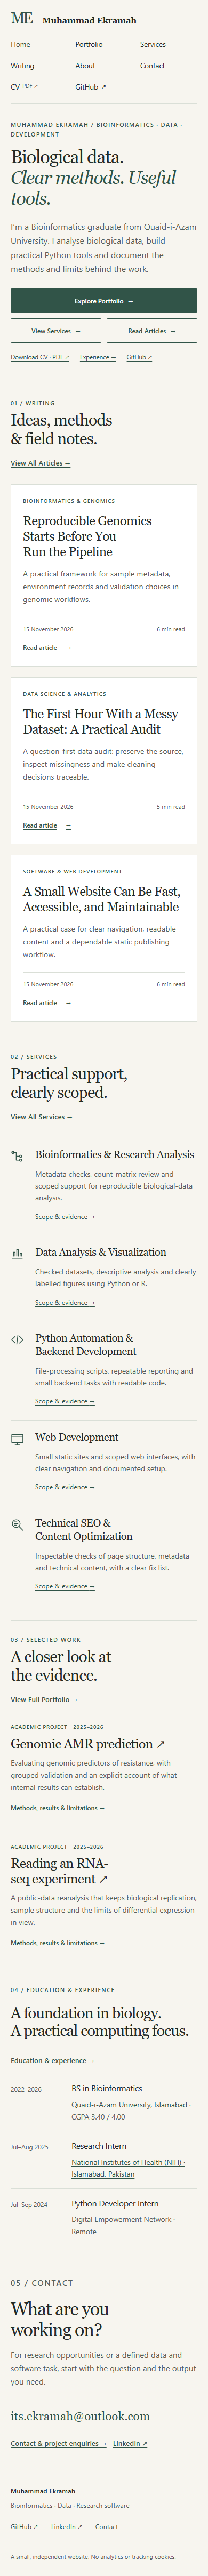 ME Muhammad Ekramah
Home Portfolio Services
Writing About Contact
CV PDF ↗ GitHub ↗
MUHAMMAD EKRAMAH / BIOINFORMATICS · DATA ·
DEVELOPMENT
Biological data.
Clear methods. Useful
tools.
I'm a Bioinformatics graduate from Quaid-i-Azam
University. I analyse biological data, build
practical Python tools and document the
methods and limits behind the work.
Explore Portfolio →
View Services → Read Articles →
Download CV · PDF ↗ Experience → GitHub ↗
01 / WRITING
Ideas, methods
& field notes.
View All Articles →
BIOINFORMATICS & GENOMICS
Reproducible Genomics
Starts Before You
Run the Pipeline
A practical framework for sample metadata,
environment records and validation choices in
genomic workflows.
15 November 2026 6 min read
Read article →
DATA SCIENCE & ANALYTICS
The First Hour With a Messy
Dataset: A Practical Audit
A question-first data audit: preserve the source,
inspect missingness and make cleaning
decisions traceable.
15 November 2026 5 min read
Read article →
SOFTWARE & WEB DEVELOPMENT
A Small Website Can Be Fast,
Accessible, and Maintainable
A practical case for clear navigation, readable
content and a dependable static publishing
workflow.
15 November 2026 6 min read
Read article →
02 / SERVICES
Practical support,
clearly scoped.
View All Services →
Bioinformatics & Research Analysis
Metadata checks, count-matrix review and
scoped support for reproducible biological-data
analysis.
Scope & evidence →
Data Analysis & Visualization
Checked datasets, descriptive analysis and clearly
labelled figures using Python or R.
Scope & evidence →
Python Automation &
Backend Development
File-processing scripts, repeatable reporting and
small backend tasks with readable code.
Scope & evidence →
Web Development
Small static sites and scoped web interfaces, with
clear navigation and documented setup.
Scope & evidence →
Technical SEO &
Content Optimization
Inspectable checks of page structure, metadata
and technical content, with a clear fix list.
Scope & evidence →
03 / SELECTED WORK
A closer look at
the evidence.
View Full Portfolio →
ACADEMIC PROJECT · 2025–2026
Genomic AMR prediction ↗
Evaluating genomic predictors of resistance, with
grouped validation and an explicit account of what
internal results can establish.
Methods, results & limitations →
ACADEMIC PROJECT · 2025–2026
Reading an RNA-
seq experiment ↗
A public-data reanalysis that keeps biological replication,
sample structure and the limits of differential expression
in view.
Methods, results & limitations →
04 / EDUCATION & EXPERIENCE
A foundation in biology.
A practical computing focus.
Education & experience →
2022–2026 BS in Bioinformatics
Quaid-i-Azam University, Islamabad ·
CGPA 3.40 / 4.00
Jul–Aug 2025 Research Intern
National Institutes of Health (NIH) ·
Islamabad, Pakistan
Jul–Sep 2024 Python Developer Intern
Digital Empowerment Network ·
Remote
05 / CONTACT
What are you
working on?
For research opportunities or a defined data and
software task, start with the question and the output
you need.
its.ekramah@outlook.com
Contact & project enquiries → LinkedIn ↗
Muhammad Ekramah
Bioinformatics · Data · Research software
GitHub ↗ LinkedIn ↗ Contact
A small, independent website. No analytics or tracking cookies.